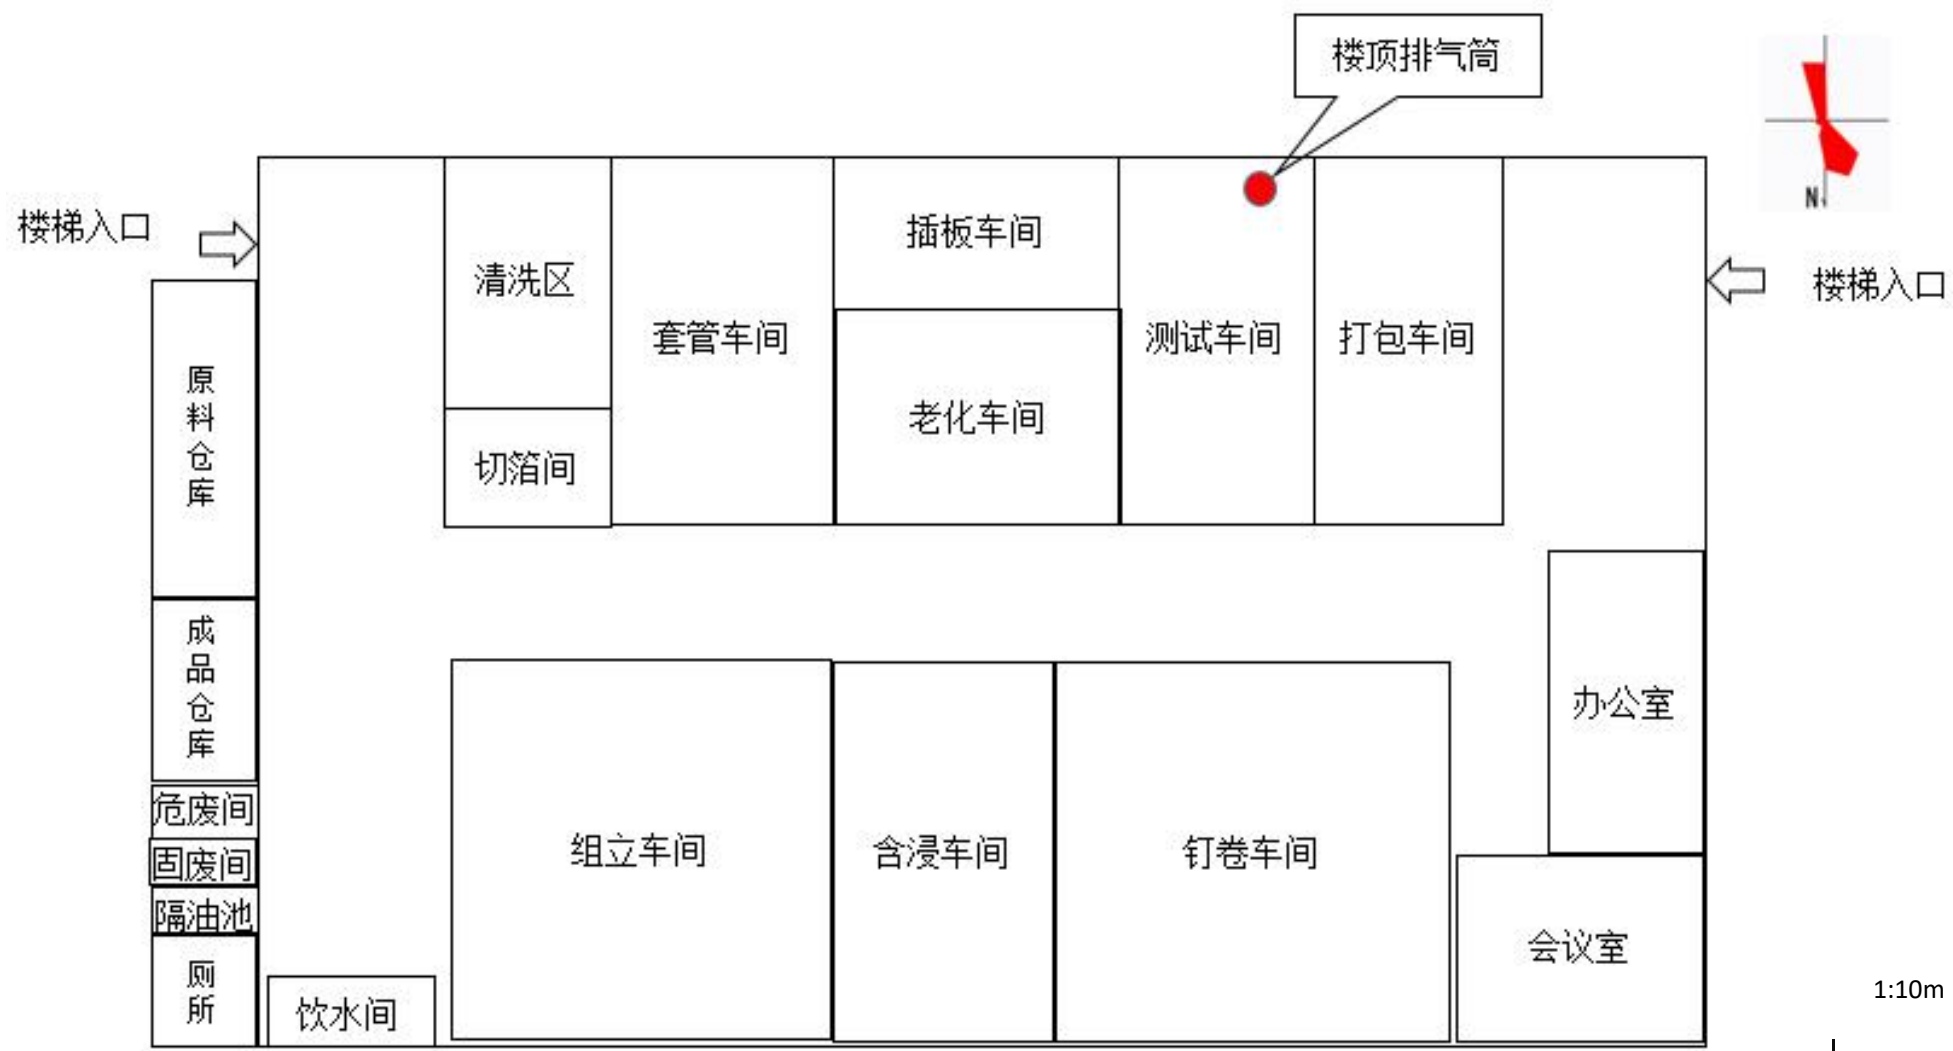 楼顶排气筒
N
楼梯入口
楼梯入口
清洗区
套管车间
插板车间
测试车间
打包车间
老化车间
切箔间
原
料
仓
库
成
品
仓
库
办公室
危废间
固废间
隔油池
组立车间
含浸车间
钉卷车间
会议室
厕
所
饮水间
1:10m